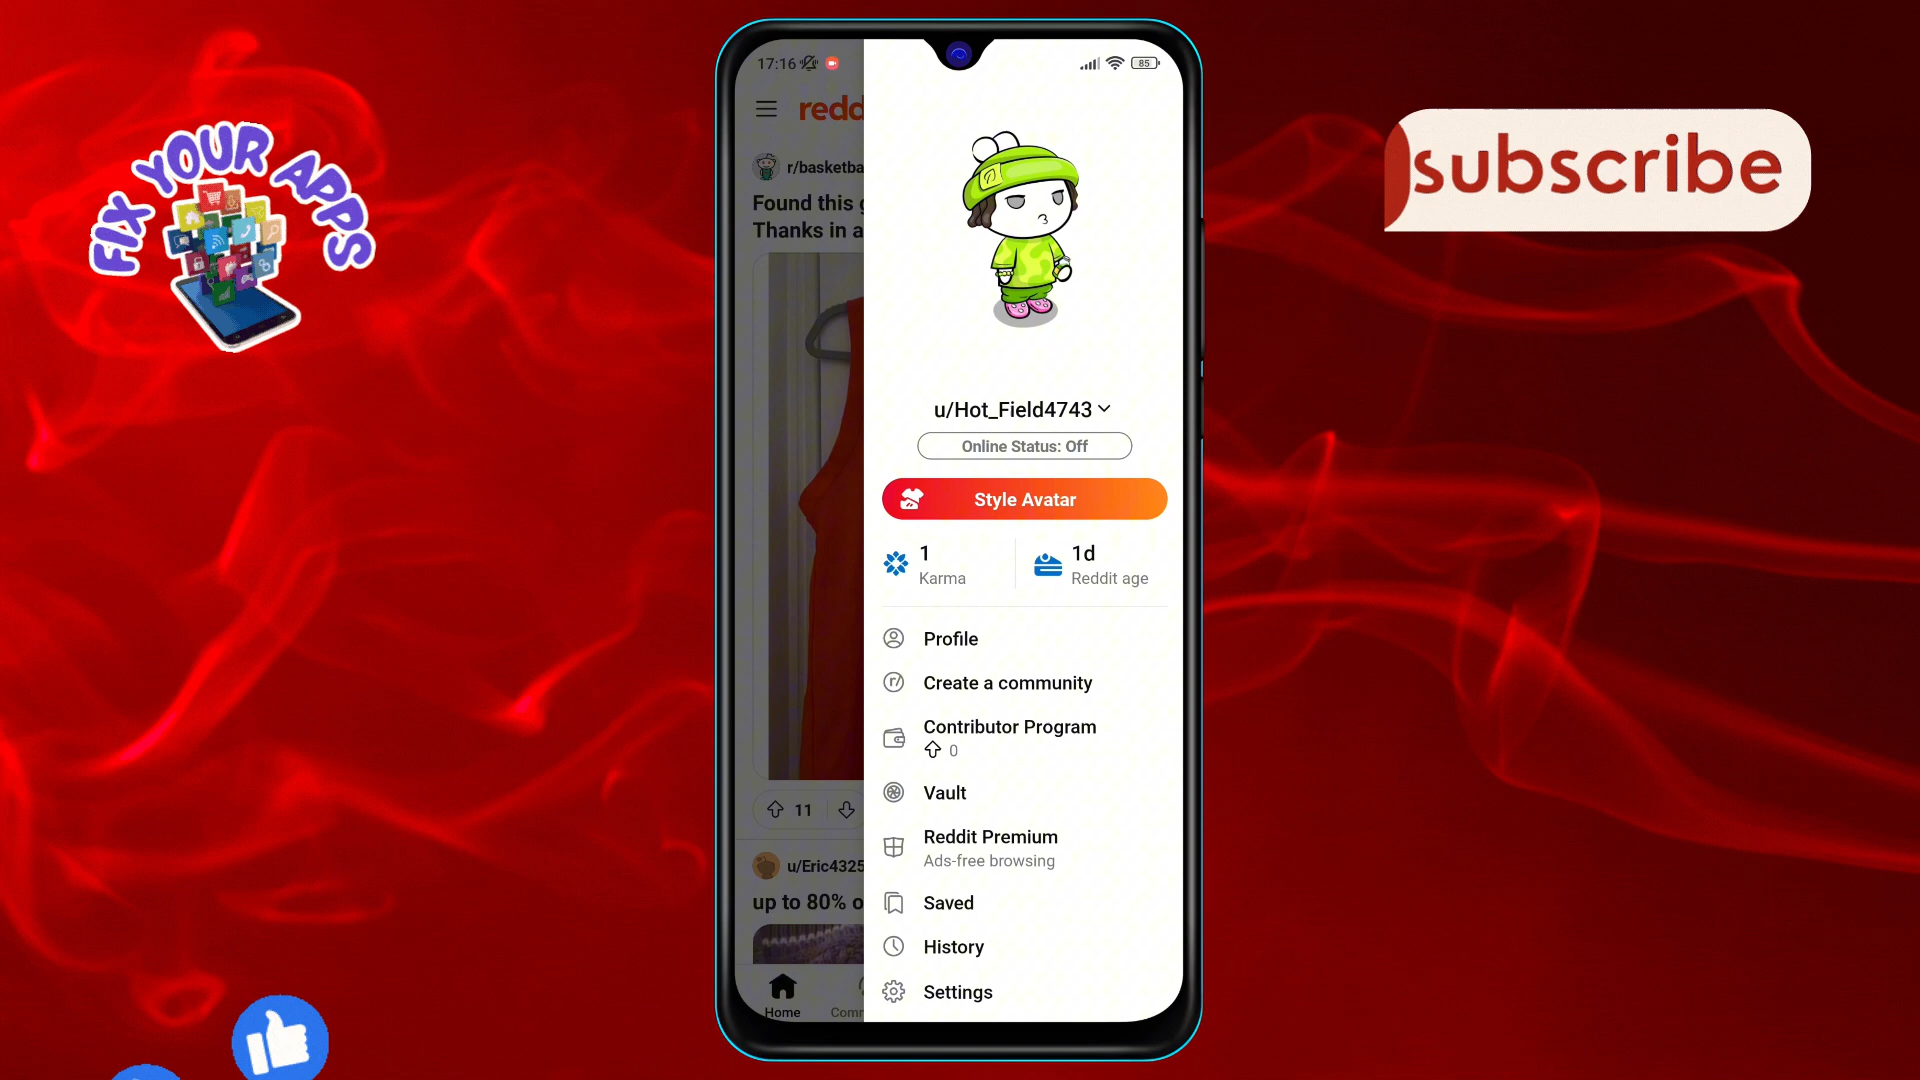 FIX YOUR APPS
subscribe
17:16
85
redd
r/basketba
Found this g
Thanks in a
11
u/Eric4325
up to 80% o
Home
Comm
u/Hot_Field4743
Online Status: Off
Style Avatar
1
Karma
1d
Reddit age
Profile
Create a community
Contributor Program
0
Vault
Reddit Premium
Ads-free browsing
Saved
History
Settings